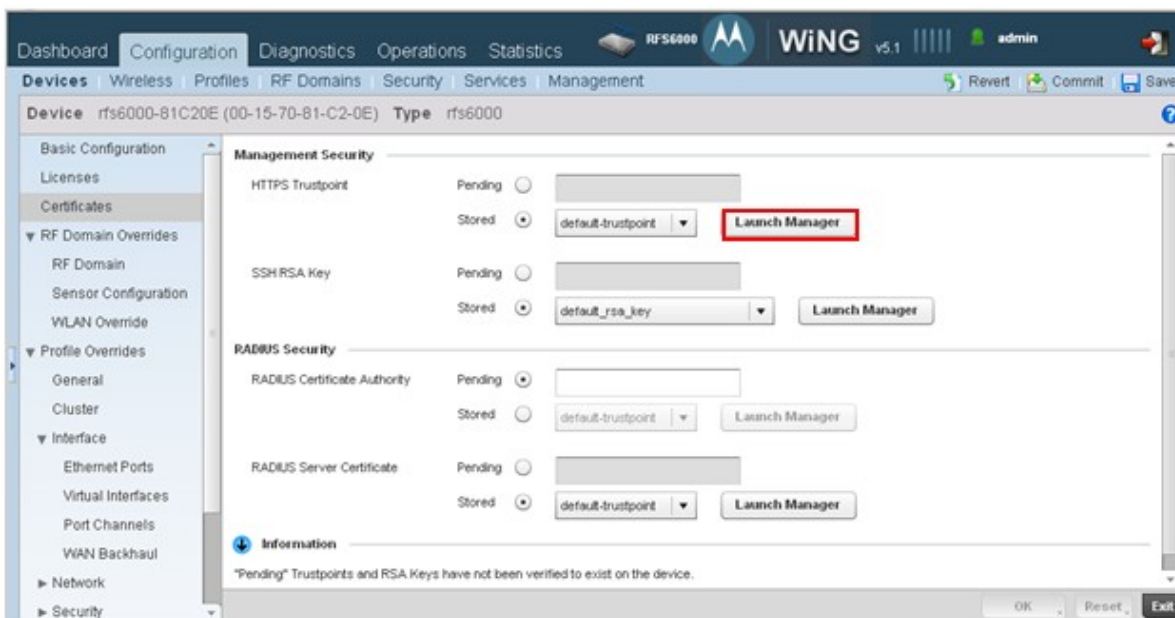 RFS6000 WiNG v5.1 admin
Dashboard Configuration Diagnostics Operations Statistics
Devices Wireless Profiles RF Domains Security Services Management Revert Commit Save
Device rfs6000-81C20E (00-15-70-81-C2-0E) Type rfs6000 ?
Basic Configuration
Licenses
Certificates
RF Domain Overrides
RF Domain
Sensor Configuration
WLAN Override
Profile Overrides
General
Cluster
Interface
Ethernet Ports
Virtual Interfaces
Port Channels
WAN Backhaul
Network
Security
Management Security
HTTPS Trustpoint Pending
Stored default-trustpoint Launch Manager
SSH RSA Key Pending
Stored default_rsa_key Launch Manager
RADIUS Security
RADIUS Certificate Authority Pending
Stored default-trustpoint Launch Manager
RADIUS Server Certificate Pending
Stored default-trustpoint Launch Manager
Information
"Pending" Trustpoints and RSA Keys have not been verified to exist on the device.
OK Reset Exit